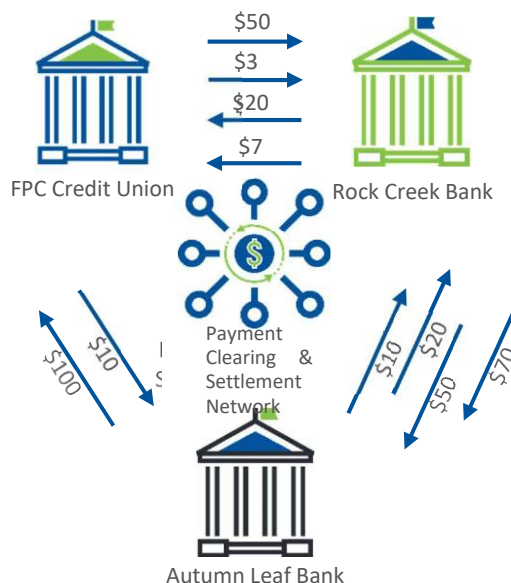 $50
$3
$20
$7
FPC Credit Union
Rock Creek Bank
$
Payment
Clearing &
Settlement
Network
$100
$10
$10
$20
$50
$70
Autumn Leaf Bank